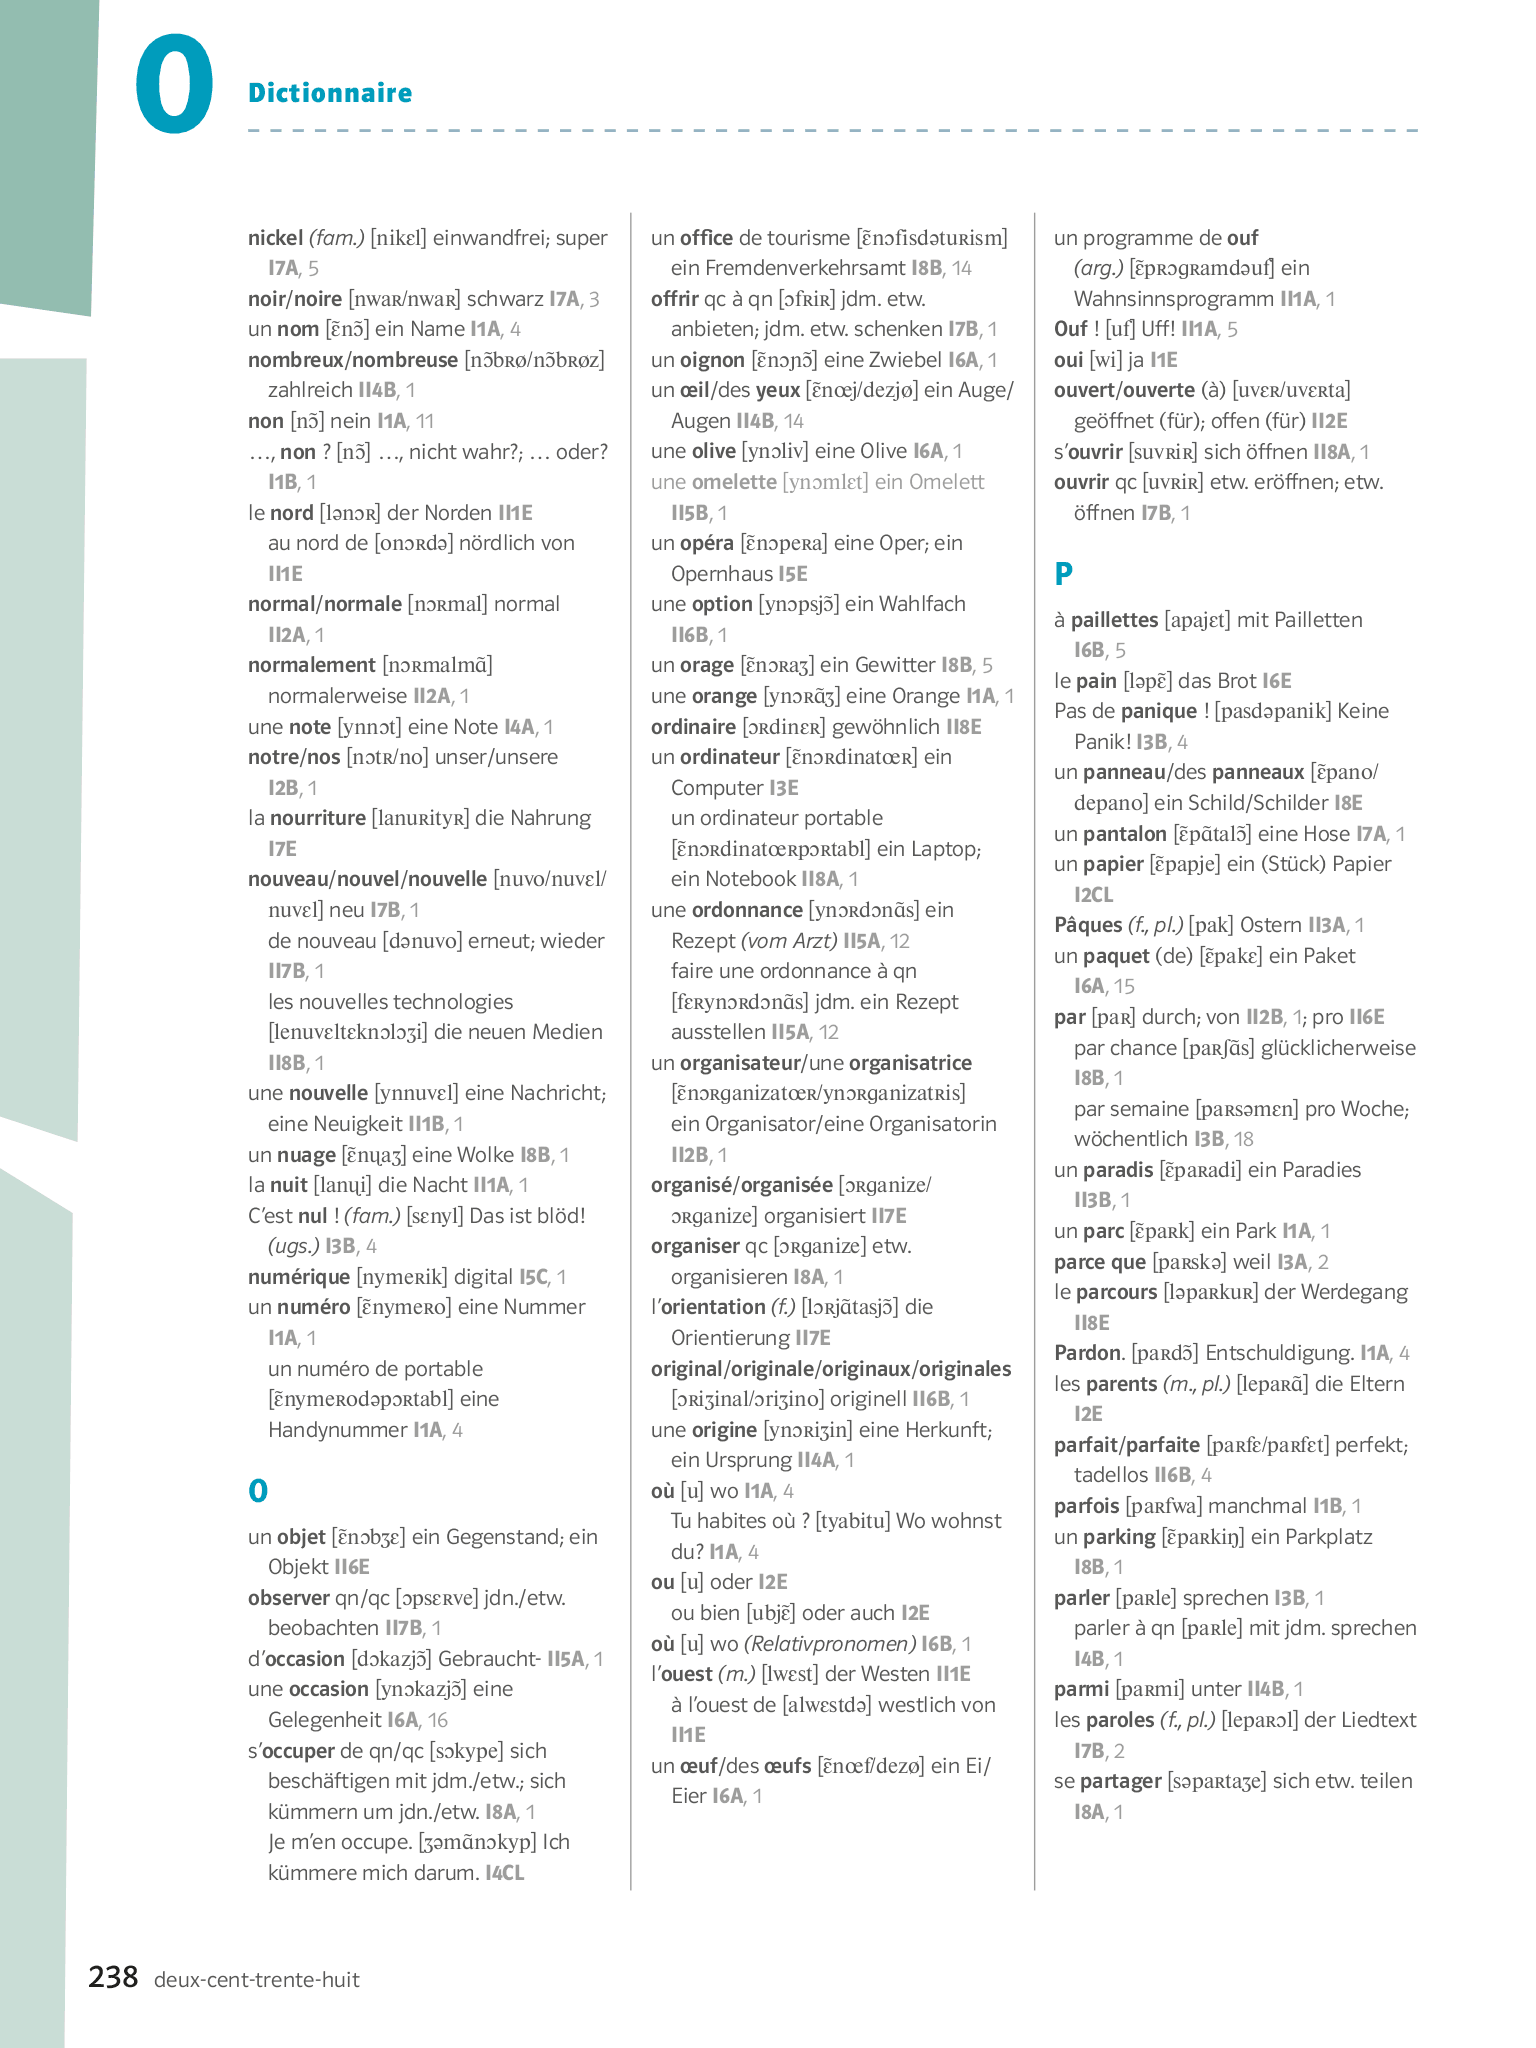 O
Dictionnaire
nickel (fam.) [nikɛl] einwandfrei; super
I7A, 5
noir/noire [nwaʀ/nwaʀ] schwarz I7A, 3
un nom [ɛ̃nɔ̃] ein Name I1A, 4
nombreux/nombreuse [nɔ̃bʀø/nɔ̃bʀøz]
zahlreich II4B, 1
non [nɔ̃] nein I1A, 11
…, non ? [nɔ̃] …, nicht wahr?; … oder?
I1B, 1
le nord [lənɔʀ] der Norden II1E
au nord de [onɔʀdə] nördlich von
II1E
normal/normale [nɔʀmal] normal
II2A, 1
normalement [nɔʀmalmɑ̃]
normalerweise II2A, 1
une note [ynnɔt] eine Note I4A, 1
notre/nos [nɔtʀ/no] unser/unsere
I2B, 1
la nourriture [lanuʀityʀ] die Nahrung
I7E
nouveau/nouvel/nouvelle [nuvo/nuvɛl/
nuvɛl] neu I7B, 1
de nouveau [dənuvo] erneut; wieder
II7B, 1
les nouvelles technologies
[lenuvɛltɛknɔlɔʒi] die neuen Medien
II8B, 1
une nouvelle [ynnuvɛl] eine Nachricht;
eine Neuigkeit II1B, 1
un nuage [ɛ̃nɥaʒ] eine Wolke I8B, 1
la nuit [lanɥi] die Nacht II1A, 1
C’est nul ! (fam.) [sɛnyl] Das ist blöd!
(ugs.) I3B, 4
numérique [nymeʀik] digital I5C, 1
un numéro [ɛ̃nymeʀo] eine Nummer
I1A, 1
un numéro de portable
[ɛ̃nymeʀodəpɔʀtabl] eine
Handynummer I1A, 4
O
un objet [ɛ̃nɔbʒɛ] ein Gegenstand; ein
Objekt II6E
observer qn/qc [ɔpsɛʀve] jdn./etw.
beobachten II7B, 1
d’occasion [dɔkazjɔ̃] Gebraucht- II5A, 1
une occasion [ynɔkazjɔ̃] eine
Gelegenheit I6A, 16
s’occuper de qn/qc [sɔkype] sich
beschäftigen mit jdm./etw.; sich
kümmern um jdn./etw. I8A, 1
Je m’en occupe. [ʒəmɑ̃nɔkyp] Ich
kümmere mich darum. I4CL
un office de tourisme [ɛ̃nɔfisdətuʀism]
ein Fremdenverkehrsamt I8B, 14
offrir qc à qn [ɔfʀiʀ] jdm. etw.
anbieten; jdm. etw. schenken I7B, 1
un oignon [ɛ̃nɔɲɔ̃] eine Zwiebel I6A, 1
un œil/des yeux [ɛ̃nœj/dezjø] ein Auge/
Augen II4B, 14
une olive [ynɔliv] eine Olive I6A, 1
une omelette [ynɔmlɛt] ein Omelett
II5B, 1
un opéra [ɛ̃nɔpeʀa] eine Oper; ein
Opernhaus I5E
une option [ynɔpsjɔ̃] ein Wahlfach
II6B, 1
un orage [ɛ̃nɔʀaʒ] ein Gewitter I8B, 5
une orange [ynɔʀɑ̃ʒ] eine Orange I1A, 1
ordinaire [ɔʀdinɛʀ] gewöhnlich II8E
un ordinateur [ɛ̃nɔʀdinatœʀ] ein
Computer I3E
un ordinateur portable
[ɛ̃nɔʀdinatœʀpɔʀtabl] ein Laptop;
ein Notebook II8A, 1
une ordonnance [ynɔʀdɔnɑ̃s] ein
Rezept (vom Arzt) II5A, 12
faire une ordonnance à qn
[fɛʀynɔʀdɔnɑ̃s] jdm. ein Rezept
ausstellen II5A, 12
un organisateur/une organisatrice
[ɛ̃nɔʀganizatœʀ/ynɔʀganizatʀis]
ein Organisator/eine Organisatorin
II2B, 1
organisé/organisée [ɔʀganize/
ɔʀganize] organisiert II7E
organiser qc [ɔʀganize] etw.
organisieren I8A, 1
l’orientation (f.) [lɔʀjɑ̃tasjɔ̃] die
Orientierung II7E
original/originale/originaux/originales
[ɔʀiʒinal/ɔriʒino] originell II6B, 1
une origine [ynɔʀiʒin] eine Herkunft;
ein Ursprung II4A, 1
où [u] wo I1A, 4
Tu habites où ? [tyabitu] Wo wohnst
du? I1A, 4
ou [u] oder I2E
ou bien [ubjɛ̃] oder auch I2E
où [u] wo (Relativpronomen) I6B, 1
l’ouest (m.) [lwɛst] der Westen II1E
à l’ouest de [alwɛstdə] westlich von
II1E
un œuf/des œufs [ɛ̃nœf/dezø] ein Ei/
Eier I6A, 1
un programme de ouf
(arg.) [ɛ̃pʀɔgʀamdəuf] ein
Wahnsinnsprogramm II1A, 1
Ouf ! [uf] Uff! II1A, 5
oui [wi] ja I1E
ouvert/ouverte (à) [uvɛʀ/uvɛʀta]
geöffnet (für); offen (für) II2E
s’ouvrir [suvʀiʀ] sich öffnen II8A, 1
ouvrir qc [uvʀiʀ] etw. eröffnen; etw.
öffnen I7B, 1
P
à paillettes [apajɛt] mit Pailletten
I6B, 5
le pain [ləpɛ̃] das Brot I6E
Pas de panique ! [pasdəpanik] Keine
Panik! I3B, 4
un panneau/des panneaux [ɛ̃pano/
depano] ein Schild/Schilder I8E
un pantalon [ɛ̃pɑ̃talɔ̃] eine Hose I7A, 1
un papier [ɛ̃papje] ein (Stück) Papier
I2CL
Pâques (f., pl.) [pak] Ostern II3A, 1
un paquet (de) [ɛ̃pakɛ] ein Paket
I6A, 15
par [paʀ] durch; von II2B, 1; pro II6E
par chance [paʀʃɑ̃s] glücklicherweise
I8B, 1
par semaine [paʀsəmɛn] pro Woche;
wöchentlich I3B, 18
un paradis [ɛ̃paʀadi] ein Paradies
II3B, 1
un parc [ɛ̃paʀk] ein Park I1A, 1
parce que [paʀskə] weil I3A, 2
le parcours [ləpaʀkuʀ] der Werdegang
II8E
Pardon. [paʀdɔ̃] Entschuldigung. I1A, 4
les parents (m., pl.) [lepaʀɑ̃] die Eltern
I2E
parfait/parfaite [paʀfɛ/paʀfɛt] perfekt;
tadellos II6B, 4
parfois [paʀfwa] manchmal I1B, 1
un parking [ɛ̃paʀkiŋ] ein Parkplatz
I8B, 1
parler [paʀle] sprechen I3B, 1
parler à qn [paʀle] mit jdm. sprechen
I4B, 1
parmi [paʀmi] unter II4B, 1
les paroles (f., pl.) [lepaʀɔl] der Liedtext
I7B, 2
se partager [səpaʀtaʒe] sich etw. teilen
I8A, 1
238 deux-cent-trente-huit